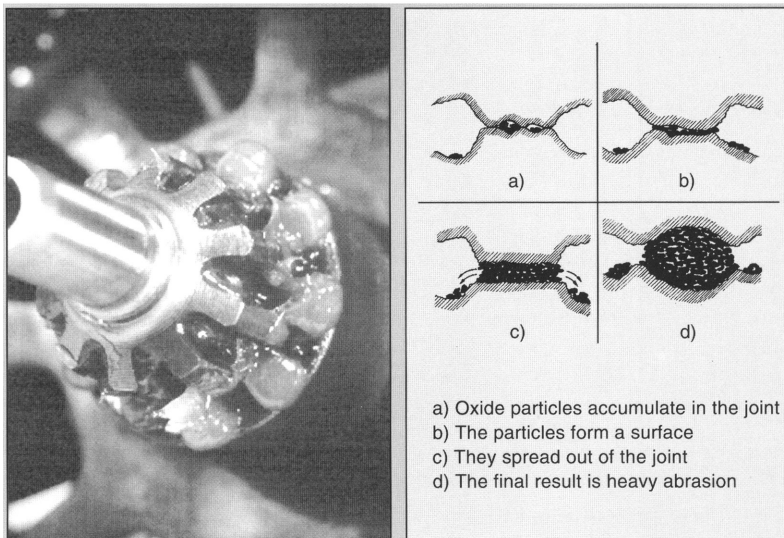 a)
b)
c)
d)
a) Oxide particles accumulate in the joint
b) The particles form a surface
c) They spread out of the joint
d) The final result is heavy abrasion